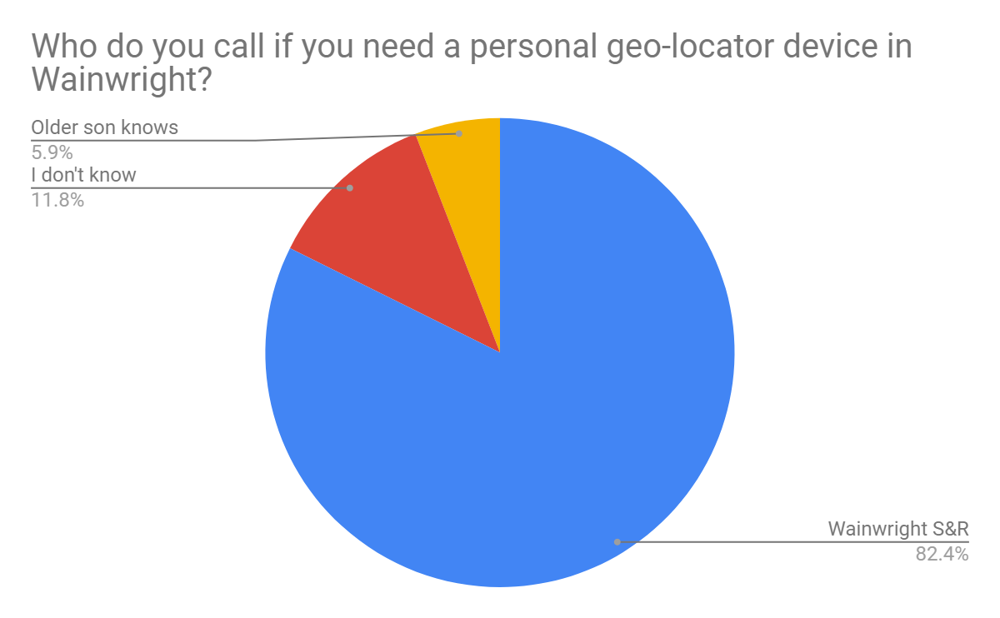 Who do you call if you need a personal geo-locator device in
Wainwright?
Older son knows
5.9%
I don't know
11.8%
Wainwright S&R
82.4%